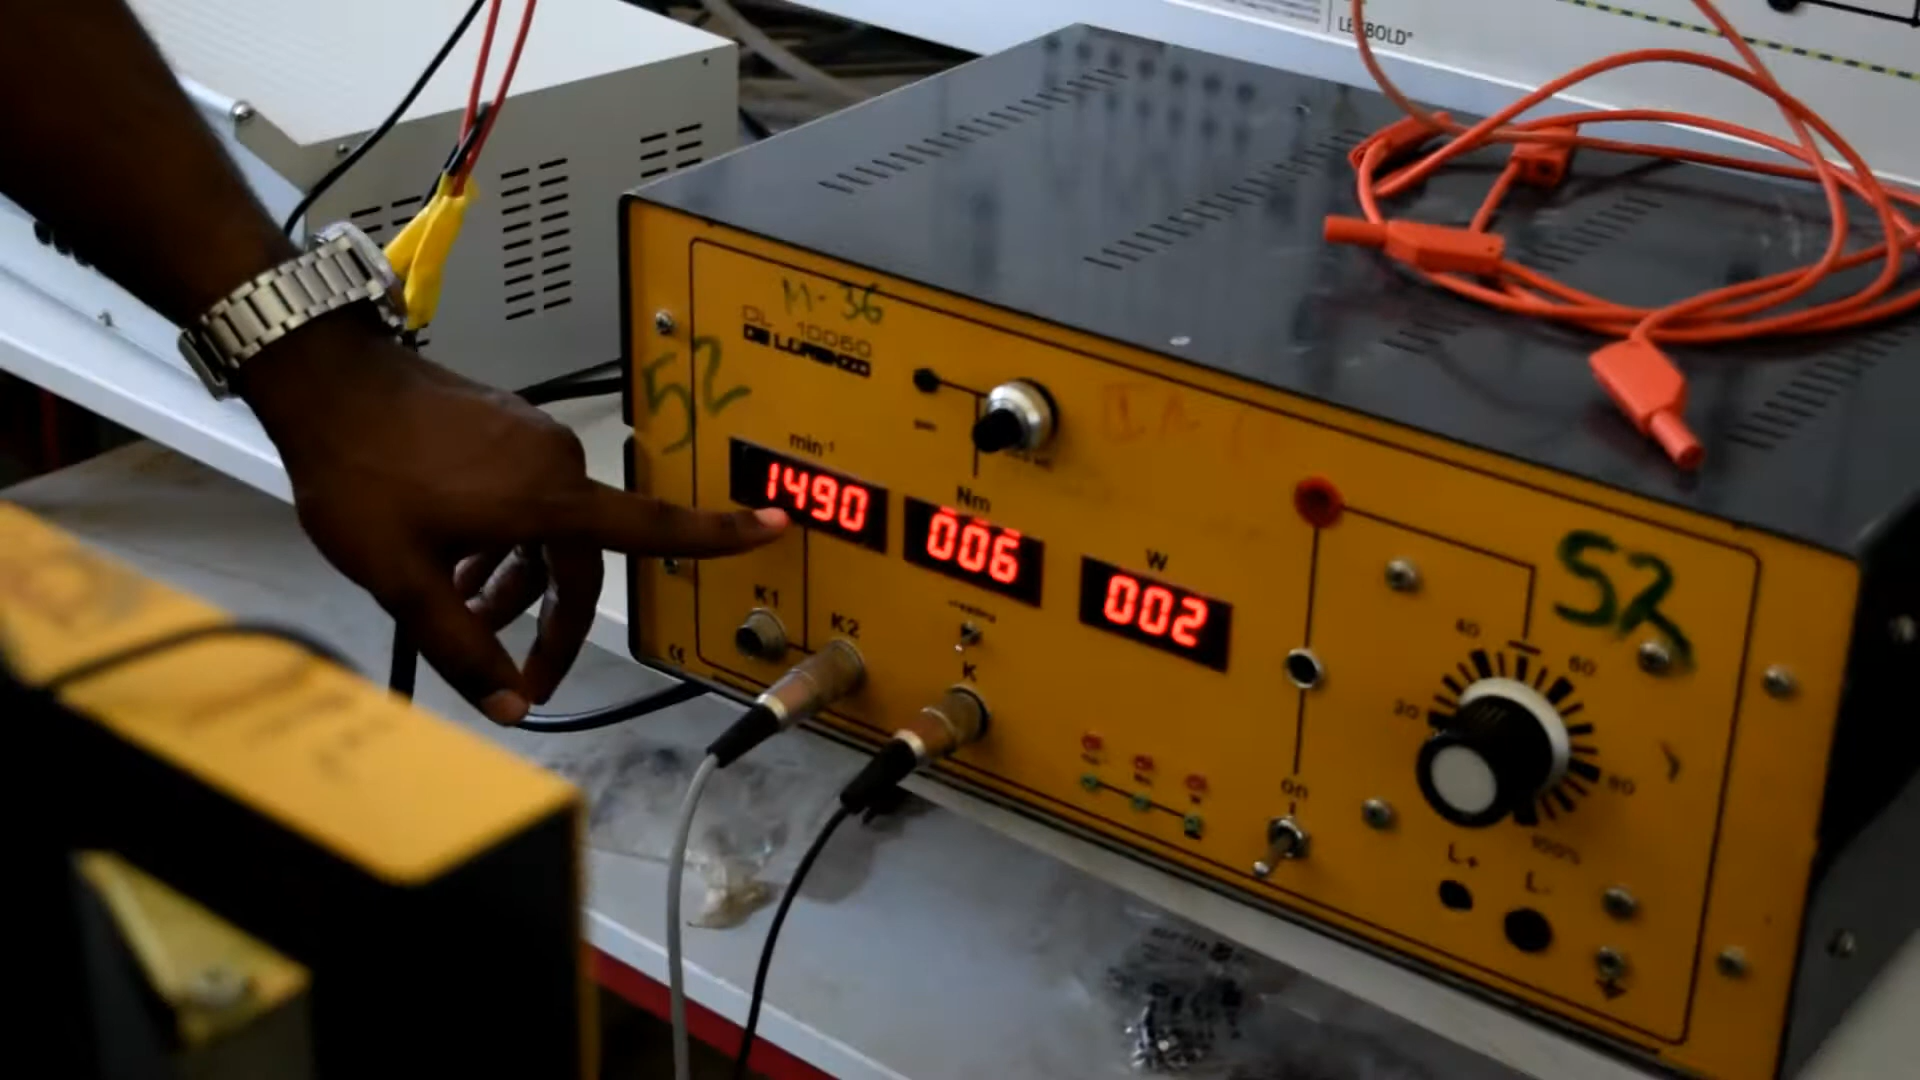 LEYBOLD®
M-36
DL 10060
DE LORENZO
52
min⁻¹
1490
Nm
006
W
002
K1
K2
K
CE
52
20
40
60
80
100%
on
I
L+
L-